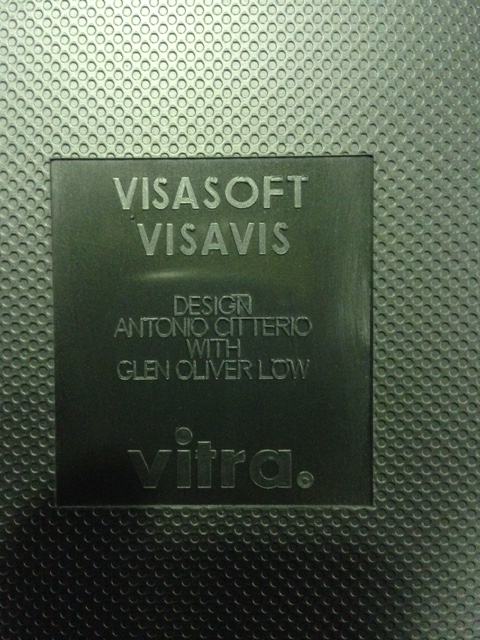 VISASOFT
VISAVIS
DESIGN
ANTONIO CITTERIO
WITH
GLEN OLIVER LÖW
vitra.